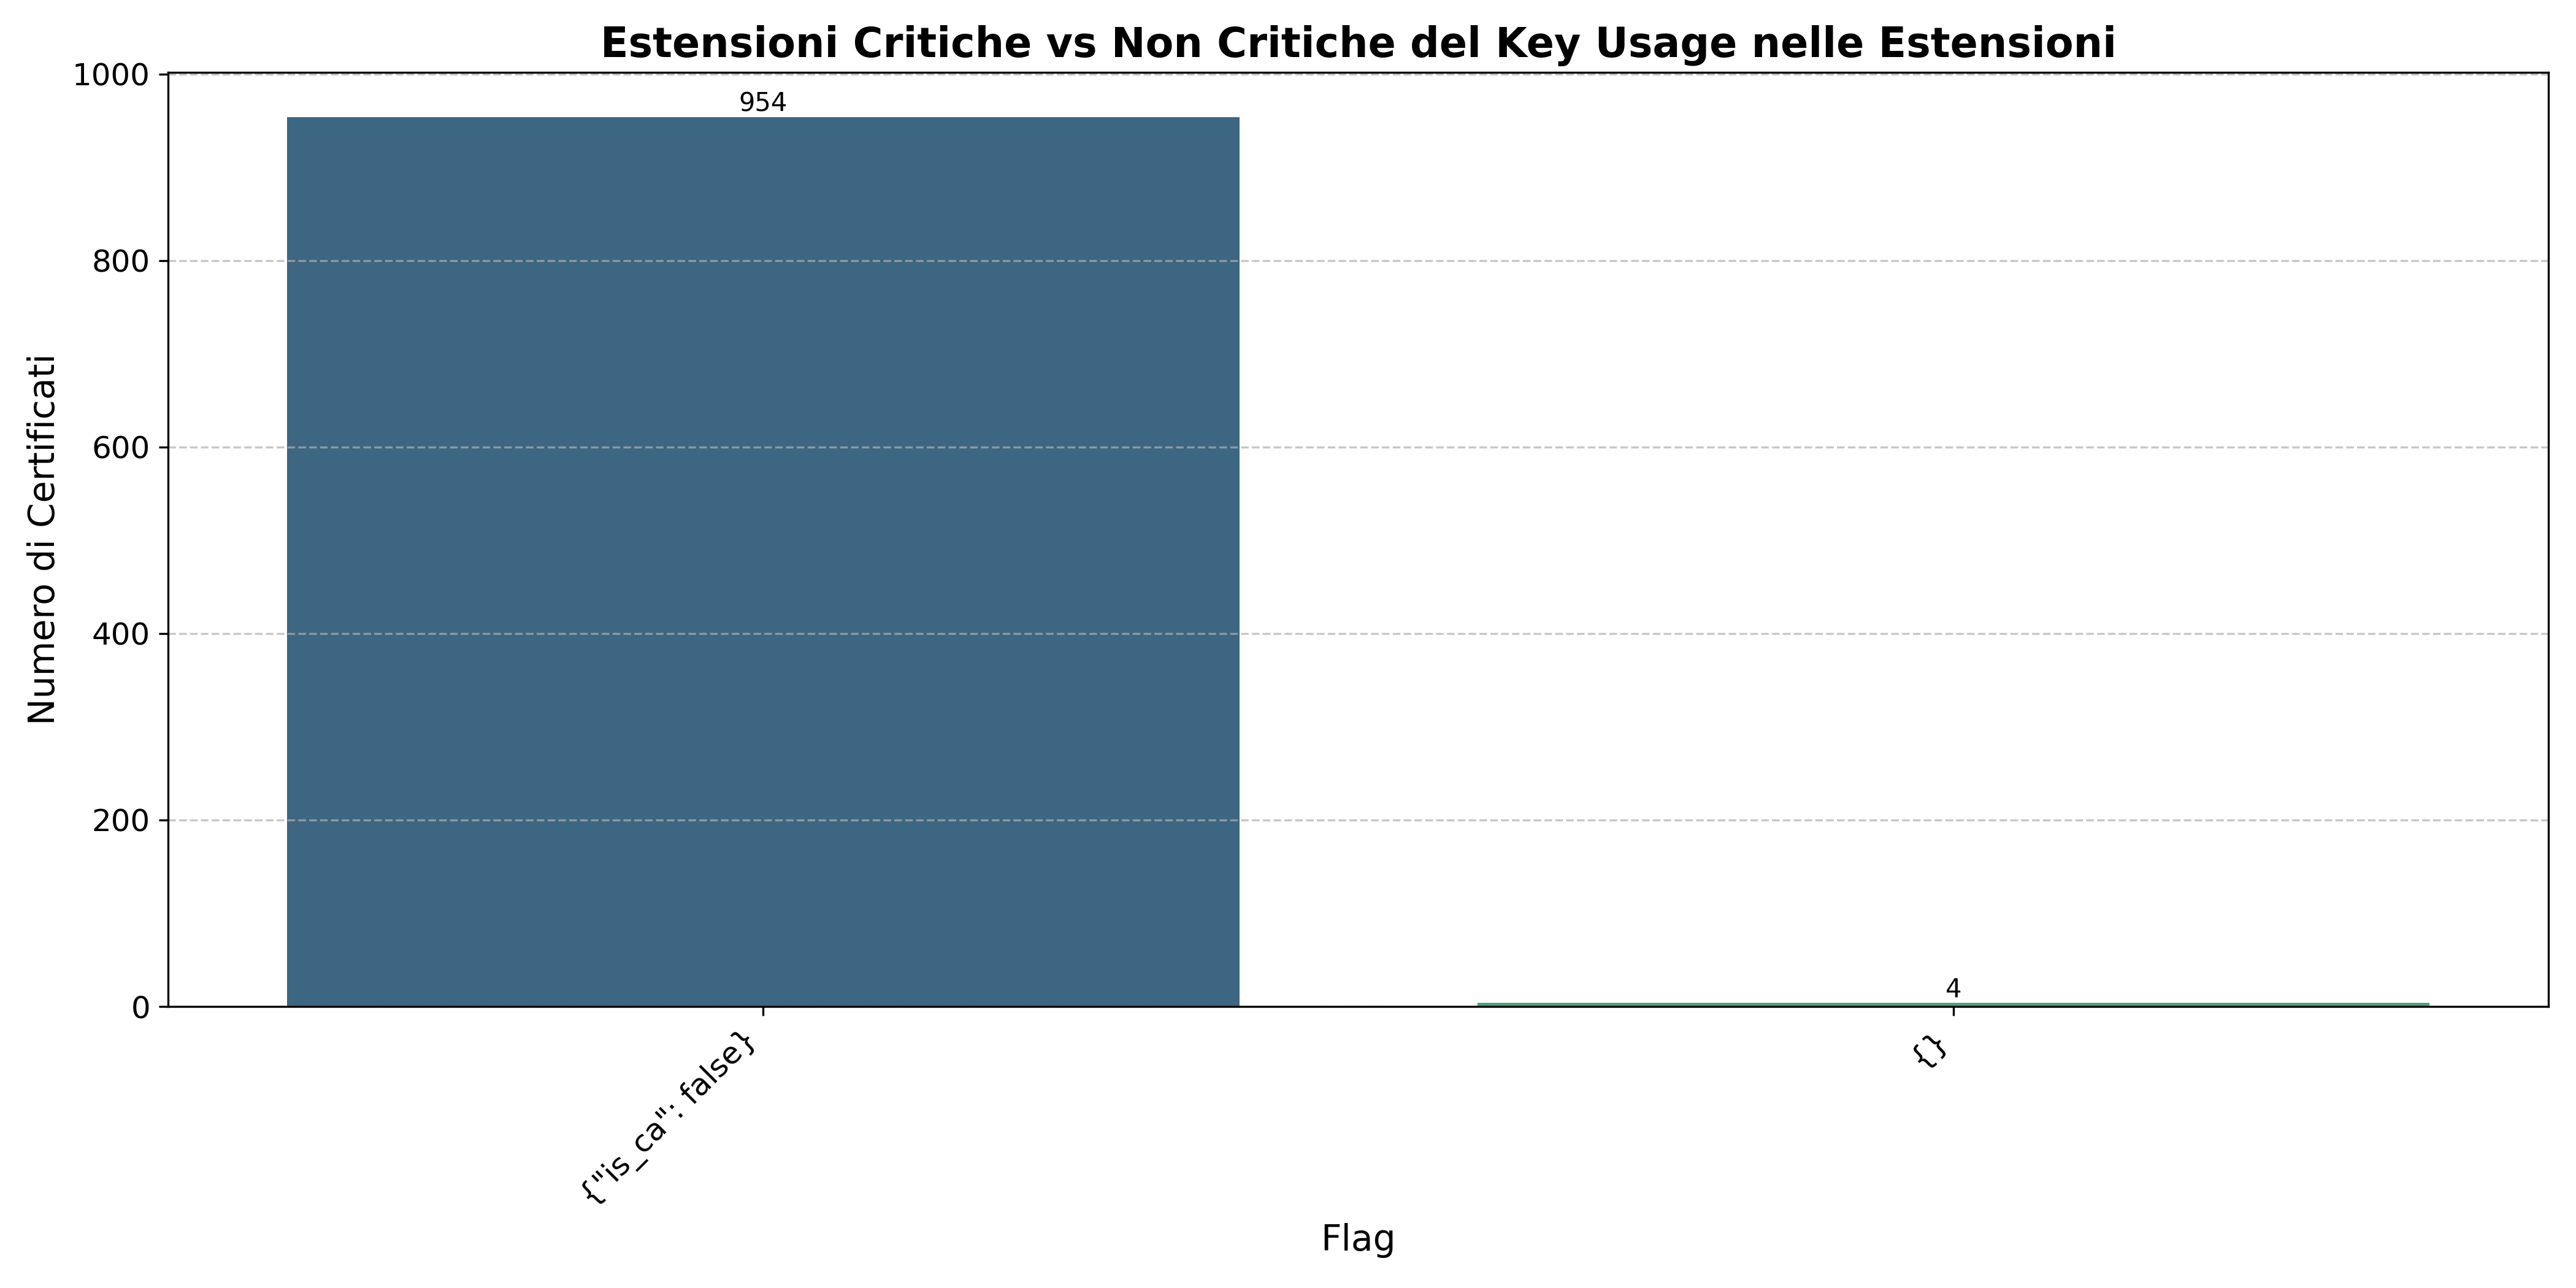 Estensioni Critiche vs Non Critiche del Key Usage nelle Estensioni
1000
800
600
400
200
0
Numero di Certificati
954
4
{"is_ca": false}
{}
Flag